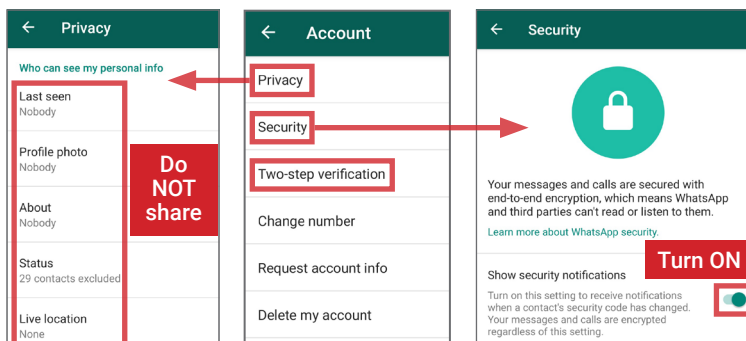 Privacy
Who can see my personal info
Last seen
Nobody
Profile photo
Nobody
About
Nobody
Status
29 contacts excluded
Live location
None
Do
NOT
share
Account
Privacy
Security
Two-step verification
Change number
Request account info
Delete my account
Security
Your messages and calls are secured with
end-to-end encryption, which means WhatsApp
and third parties can't read or listen to them.
Learn more about WhatsApp security.
Turn ON
Show security notifications
Turn on this setting to receive notifications
when a contact's security code has changed.
Your messages and calls are encrypted
regardless of this setting.